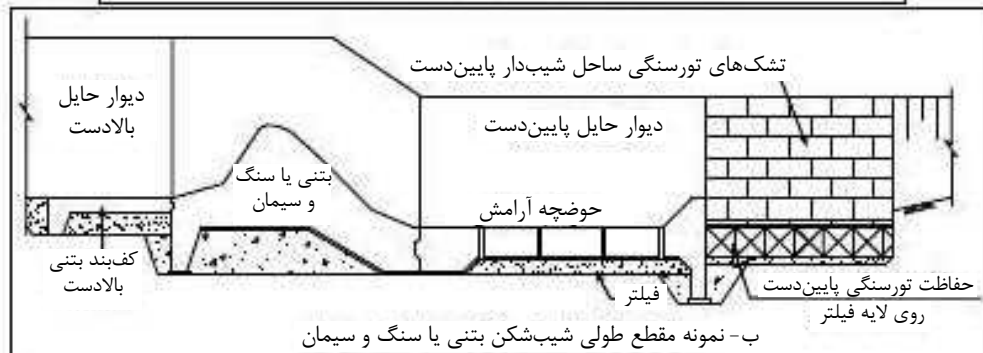 تشک‌های تورسنگی ساحل شیب‌دار پایین‌دست
دیوار حایل
بالادست
دیوار حایل پایین‌دست
بتنی یا سنگ
و سیمان
حوضچه آرامش
کف‌بند بتنی
بالادست
فیلتر
حفاظت تورسنگی پایین‌دست
روی لایه فیلتر
ب- نمونه مقطع طولی شیب‌شکن بتنی یا سنگ و سیمان